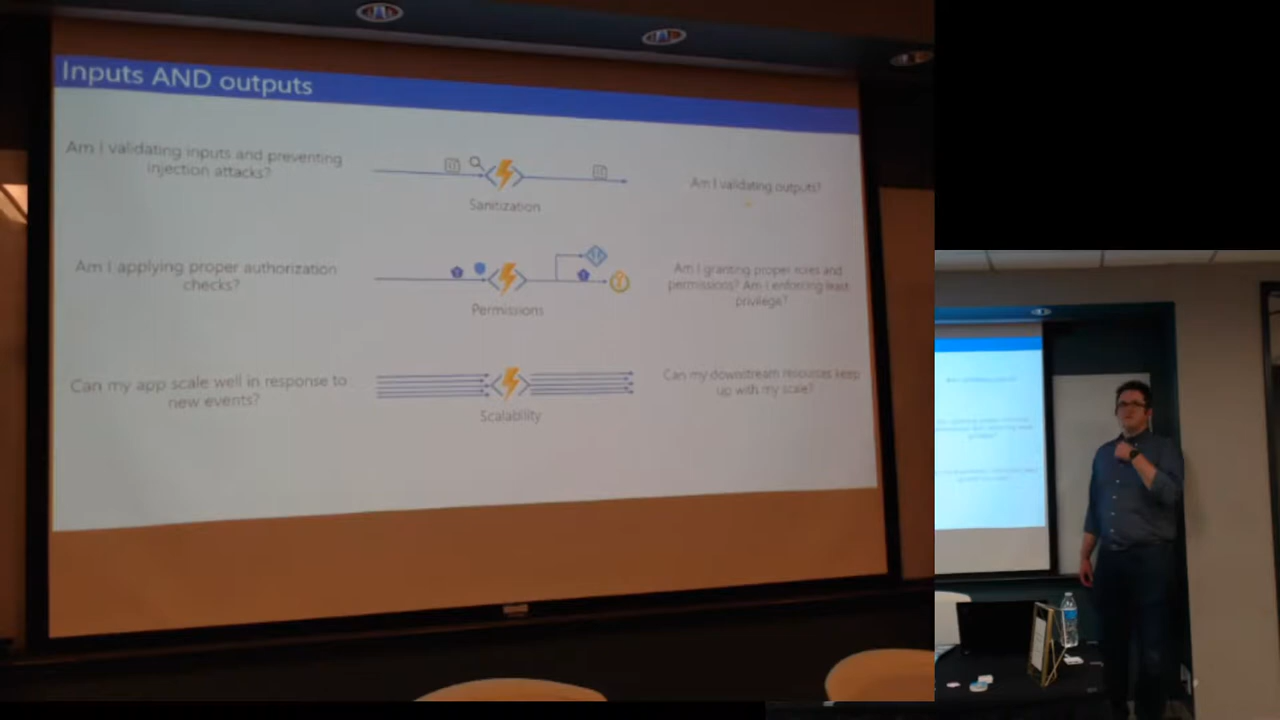 Inputs AND outputs
Am I validating inputs and preventing
injection attacks?
Sanitization
Am I validating outputs?
Am I applying proper authorization
checks?
Permissions
Am I granting proper roles and
permissions? Am I enforcing least
privilege?
Can my app scale well in response to
new events?
Scalability
Can my downstream resources keep
up with my scale?